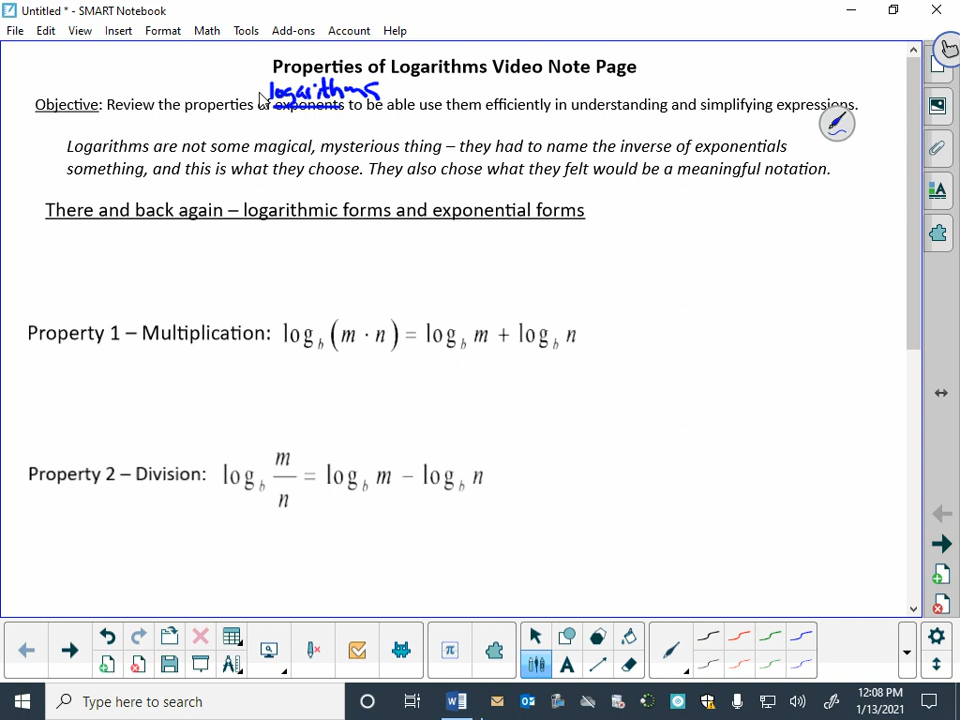 Untitled * - SMART Notebook
File Edit View Insert Format Math Tools Add-ons Account Help
Properties of Logarithms Video Note Page
logarithms
Objective: Review the properties of exponents to be able use them efficiently in understanding and simplifying expressions.
Logarithms are not some magical, mysterious thing – they had to name the inverse of exponentials
something, and this is what they choose. They also chose what they felt would be a meaningful notation.
There and back again – logarithmic forms and exponential forms
Property 1 – Multiplication: log_b (m · n) = log_b m + log_b n
Property 2 – Division: log_b m/n = log_b m − log_b n
Type here to search
12:08 PM
1/13/2021